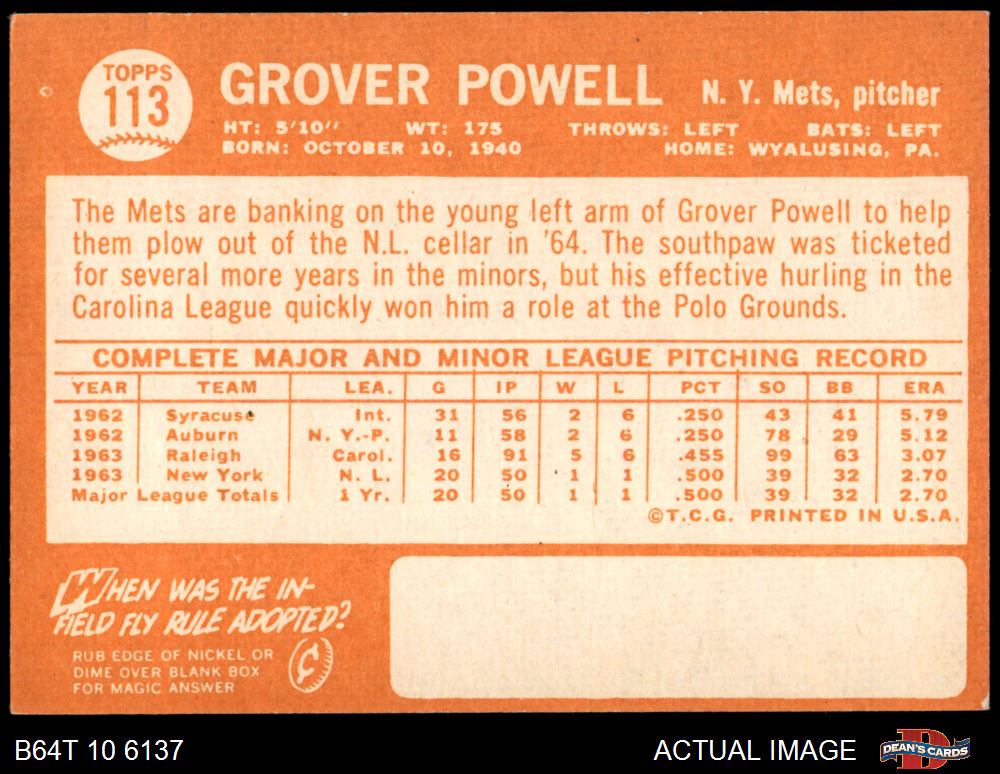 TOPPS
113
GROVER POWELL N. Y. Mets, pitcher
HT: 5'10" WT: 175 THROWS: LEFT BATS: LEFT
BORN: OCTOBER 10, 1940 HOME: WYALUSING, PA.
The Mets are banking on the young left arm of Grover Powell to help
them plow out of the N.L. cellar in '64. The southpaw was ticketed
for several more years in the minors, but his effective hurling in the
Carolina League quickly won him a role at the Polo Grounds.
COMPLETE MAJOR AND MINOR LEAGUE PITCHING RECORD
YEAR TEAM LEA. G IP W L PCT SO BB ERA
1962 Syracuse Int. 31 56 2 6 .250 43 41 5.79
1962 Auburn N. Y.-P. 11 58 2 6 .250 78 29 5.12
1963 Raleigh Carol. 16 91 5 6 .455 99 63 3.07
1963 New York N. L. 20 50 1 1 .500 39 32 2.70
Major League Totals 1 Yr. 20 50 1 1 .500 39 32 2.70
©T.C.G. PRINTED IN U.S.A.
WHEN WAS THE IN-
FIELD FLY RULE ADOPTED?
RUB EDGE OF NICKEL OR
DIME OVER BLANK BOX
FOR MAGIC ANSWER
¢
B64T 10 6137 ACTUAL IMAGE D DEAN'S CARDS